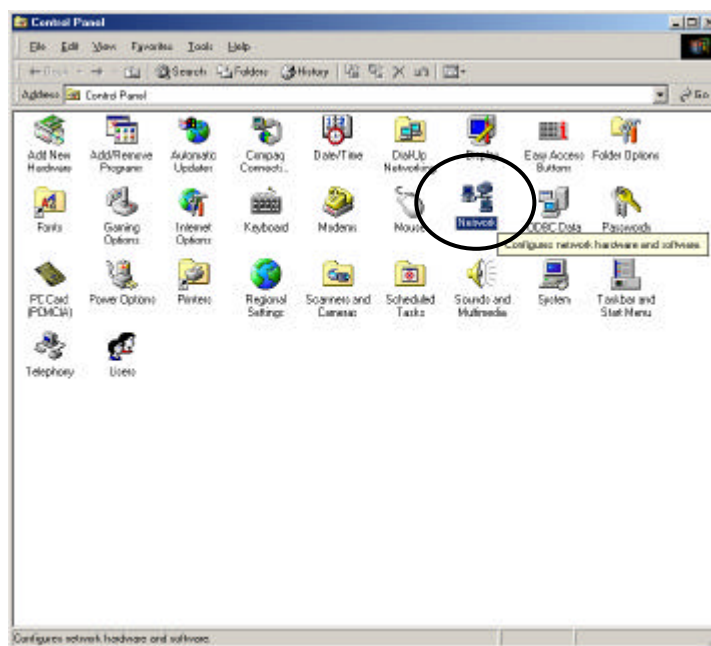 Control Panel
File Edit View Favorites Tools Help
Back Search Folders History
Address Control Panel Go
Add New Hardware
Add/Remove Programs
Automatic Updates
Compaq Connecti...
Date/Time
Dial-Up Networking
Display
Easy Access Buttons
Folder Options
Fonts
Gaming Options
Internet Options
Keyboard
Modems
Mouse
Network
ODBC Data
Passwords
Configures network hardware and software.
PC Card (PCMCIA)
Power Options
Printers
Regional Settings
Scanners and Cameras
Scheduled Tasks
Sounds and Multimedia
System
Taskbar and Start Menu
Telephony
Users
Configures network hardware and software.